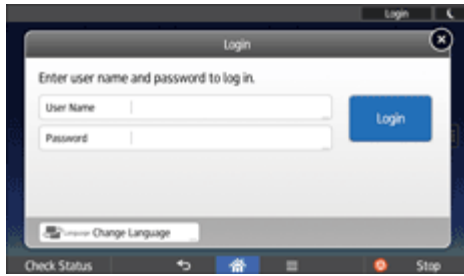 Login
Login
Enter user name and password to log in.
User Name
Login
Password
Language Change Language
Check Status
Stop